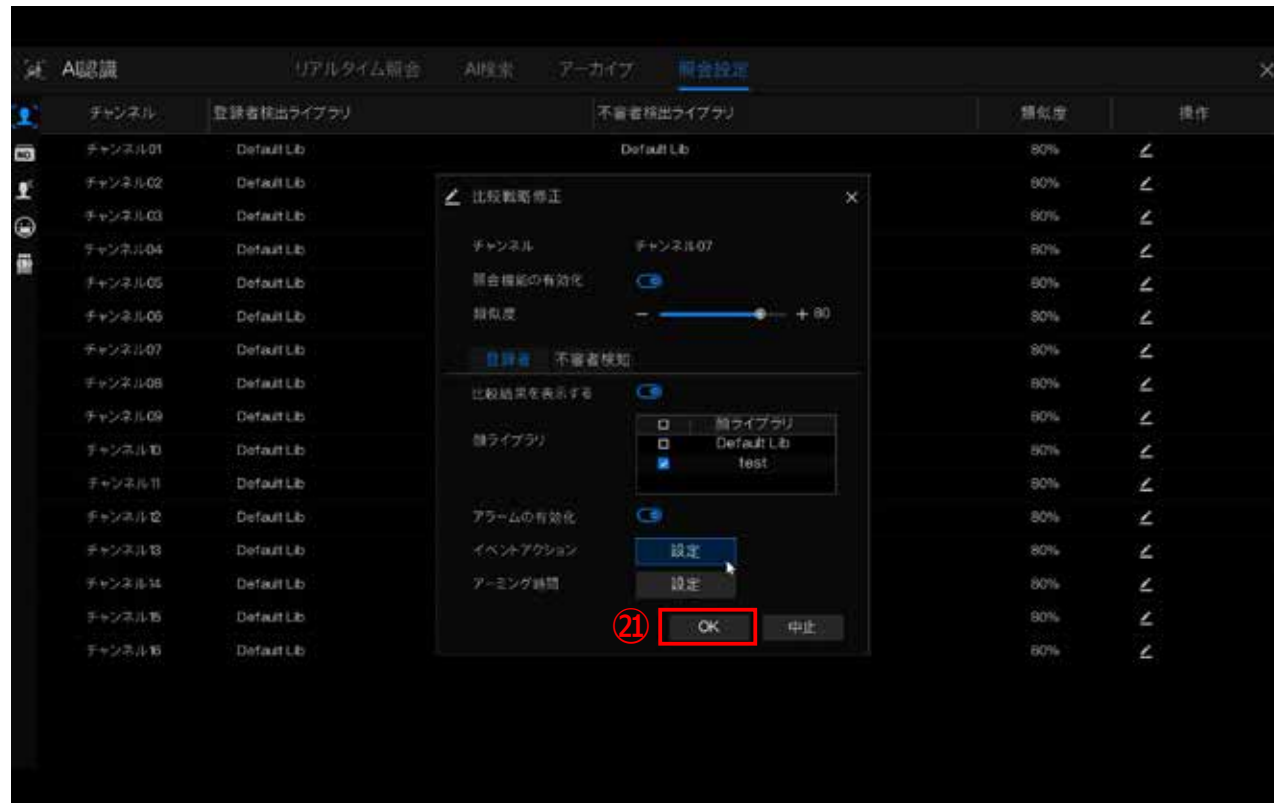 AI認識 リアルタイム照会 AI検索 アーカイブ 照会設定
チャンネル 登録者検出ライブラリ 不審者検出ライブラリ 類似度 操作
チャンネル01 Default Lib Default Lib 80%
チャンネル02 Default Lib 80%
チャンネル03 Default Lib 80%
チャンネル04 Default Lib 80%
チャンネル05 Default Lib 80%
チャンネル06 Default Lib 80%
チャンネル07 Default Lib 80%
チャンネル08 Default Lib 80%
チャンネル09 Default Lib 80%
チャンネル10 Default Lib 80%
チャンネル11 Default Lib 80%
チャンネル12 Default Lib 80%
チャンネル13 Default Lib 80%
チャンネル14 Default Lib 80%
チャンネル15 Default Lib 80%
チャンネル16 Default Lib 80%
比較戦略修正
チャンネル チャンネル07
照会機能の有効化
類似度 80
登録者 不審者検知
比較結果を表示する
顔ライブラリ
顔ライブラリ
Default Lib
test
アラームの有効化
イベントアクション 設定
アーミング時間 設定
㉑ OK 中止